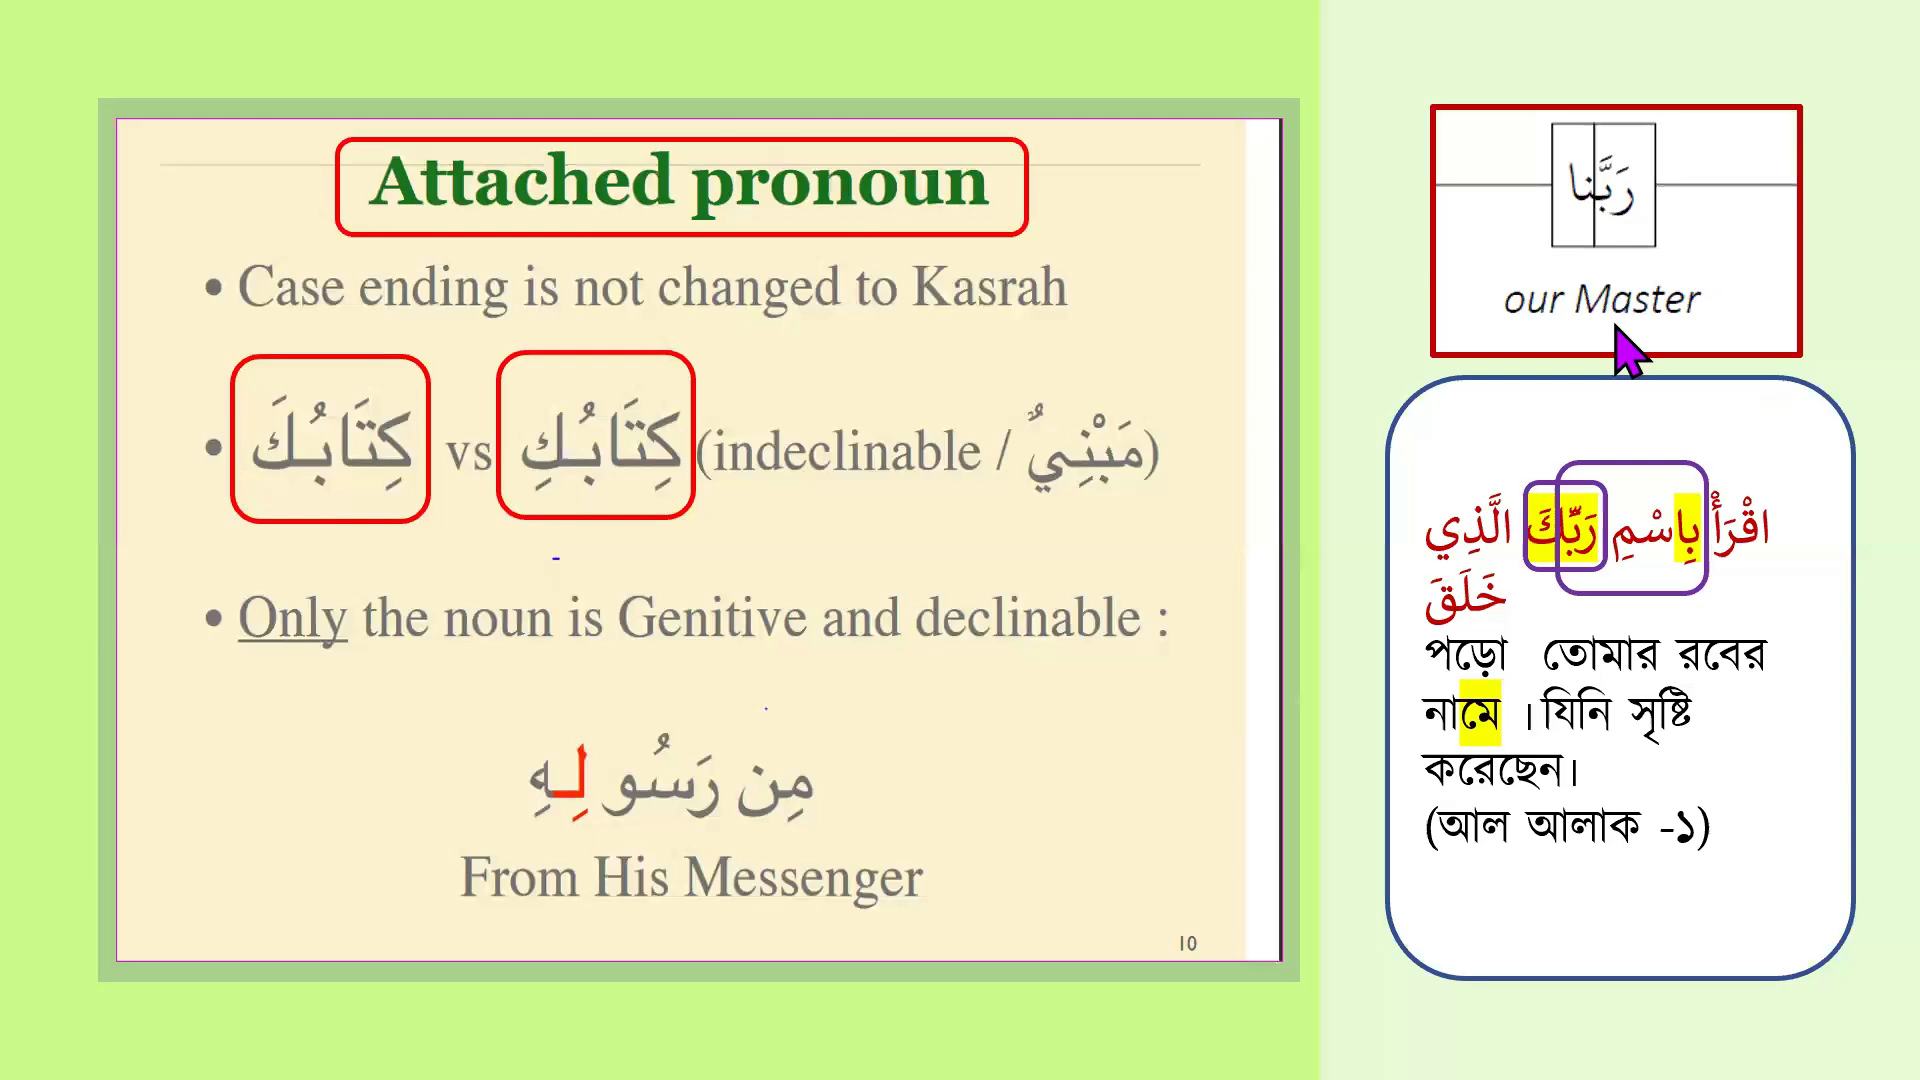 Attached pronoun
• Case ending is not changed to Kasrah
• كِتَابُكَ vs كِتَابُكِ (indeclinable / مَبْنِيٌ)
• Only the noun is Genitive and declinable :
مِن رَسُولِهِ
From His Messenger
10
رَبَّنا
our Master
اقْرَأْ بِاسْمِ رَبِّكَ الَّذِي
خَلَقَ
পড়ো তোমার রবের
নামে । যিনি সৃষ্টি
করেছেন।
(আল আলাক -১)